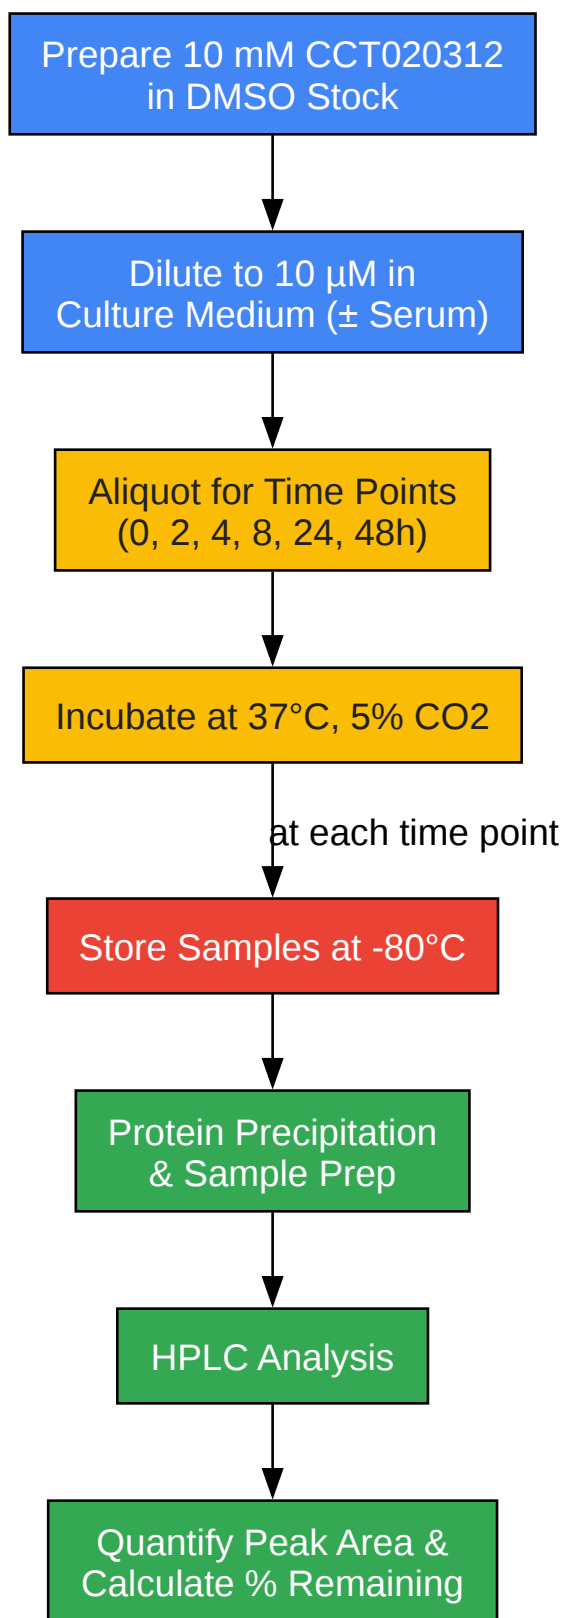 Prepare 10 mM CCT020312
in DMSO Stock
Dilute to 10 µM in
Culture Medium (± Serum)
Aliquot for Time Points
(0, 2, 4, 8, 24, 48h)
Incubate at 37°C, 5% CO2
at each time point
Store Samples at -80°C
Protein Precipitation
& Sample Prep
HPLC Analysis
Quantify Peak Area &
Calculate % Remaining